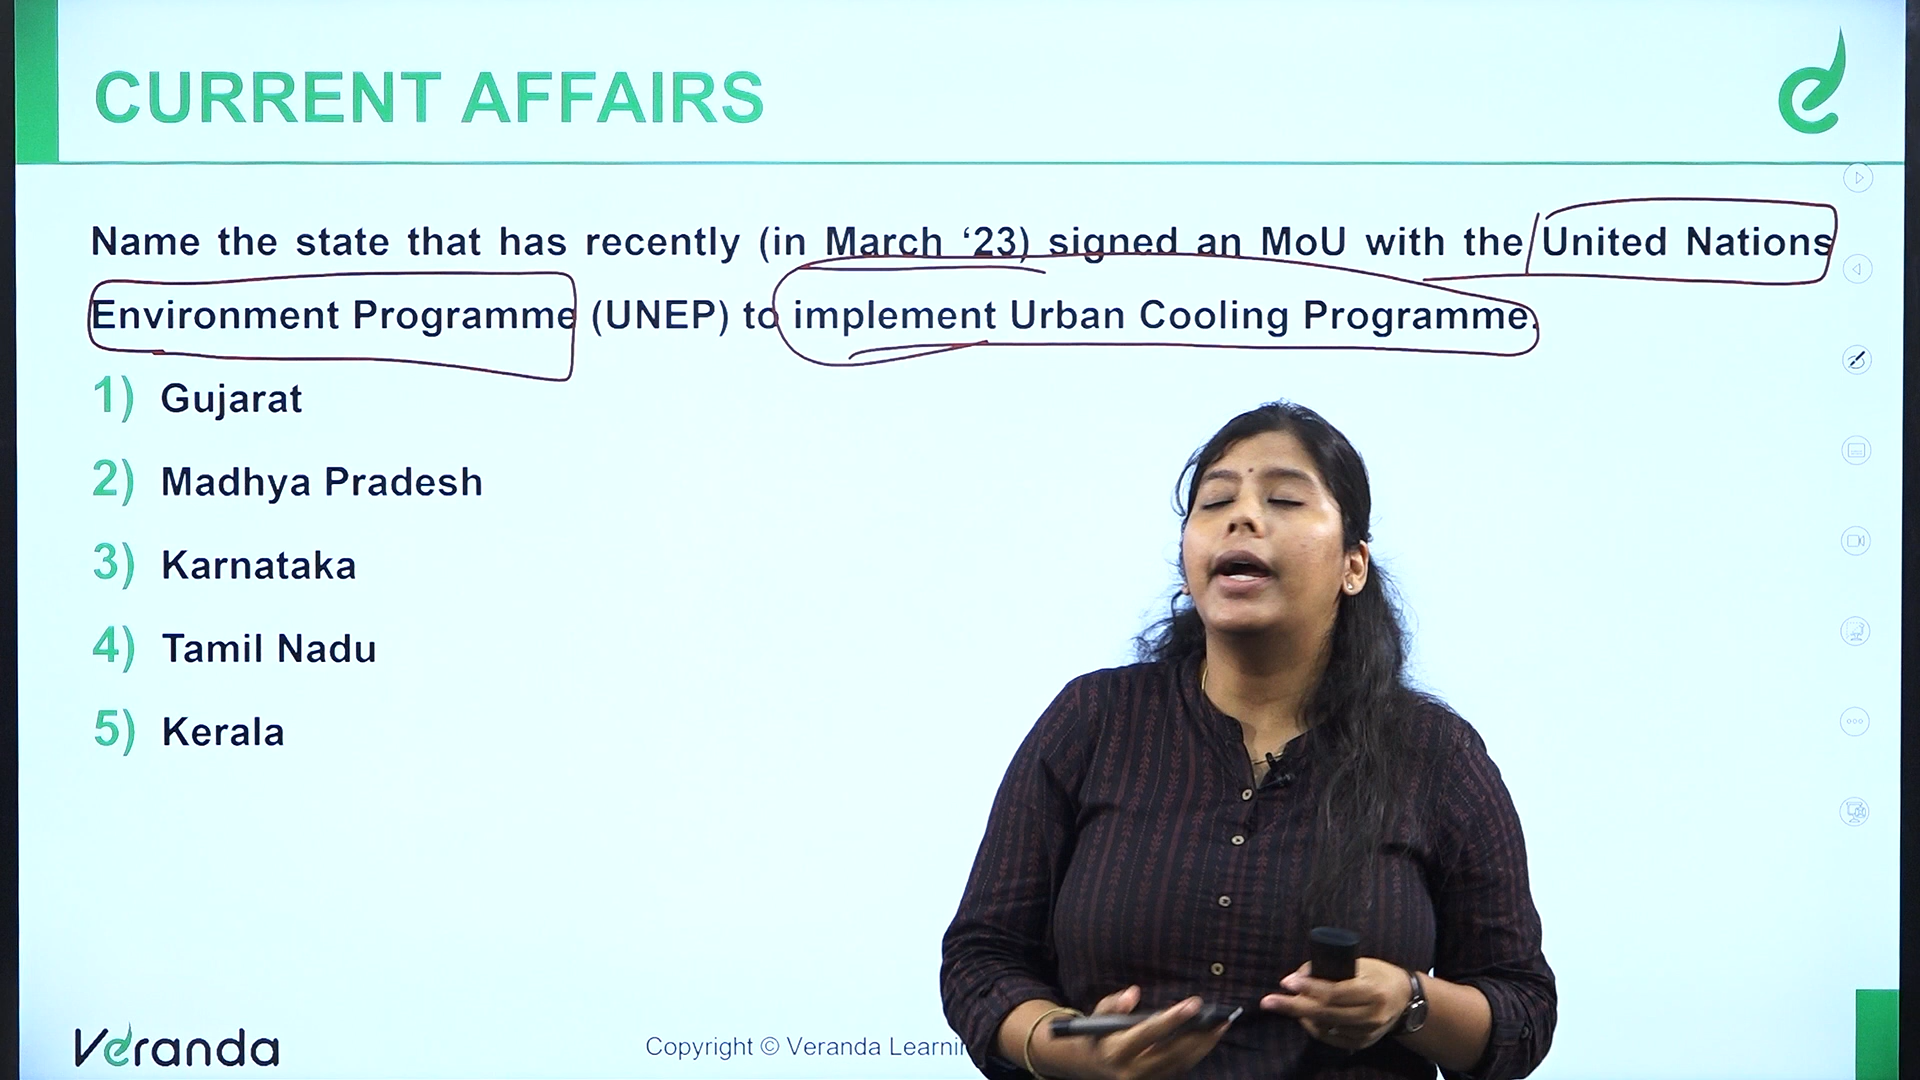 CURRENT AFFAIRS
Name the state that has recently (in March ‘23) signed an MoU with the United Nations
Environment Programme (UNEP) to implement Urban Cooling Programme.
1) Gujarat
2) Madhya Pradesh
3) Karnataka
4) Tamil Nadu
5) Kerala
Veranda
Copyright © Veranda